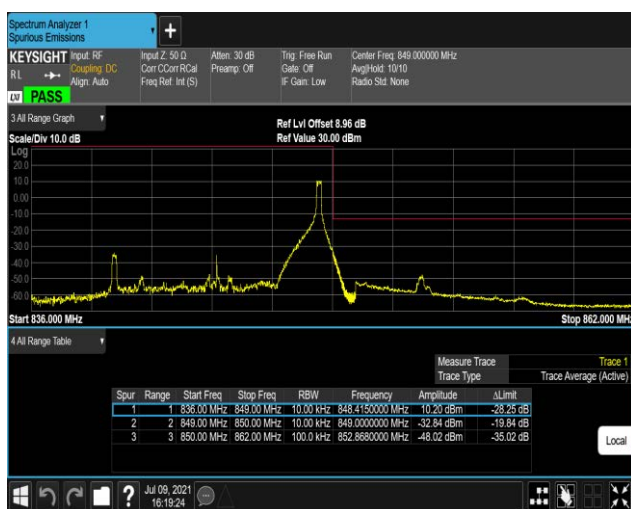 Spectrum Analyzer 1
Spurious Emissions
+
KEYSIGHT Input: RF Input Z: 50 Ω Atten: 30 dB Trig: Free Run Center Freq: 849.000000 MHz
RL Coupling: DC Corr CCorr RCal Preamp: Off Gate: Off Avg|Hold: 10/10
Align: Auto Freq Ref: Int (S) IF Gain: Low Radio Std: None
LXI PASS
3 All Range Graph
Ref Lvl Offset 8.96 dB
Scale/Div 10.0 dB Ref Value 30.00 dBm
Log
20.0
10.0
0.00
-10.0
-20.0
-30.0
-40.0
-50.0
-60.0
Start 836.000 MHz Stop 862.000 MHz
4 All Range Table
Measure Trace Trace 1
Trace Type Trace Average (Active)
Spur Range Start Freq Stop Freq RBW Frequency Amplitude ΔLimit
1 1 836.00 MHz 849.00 MHz 10.00 kHz 848.4150000 MHz 10.20 dBm -28.25 dB
2 2 849.00 MHz 850.00 MHz 10.00 kHz 849.0000000 MHz -32.84 dBm -19.84 dB
3 3 850.00 MHz 862.00 MHz 100.0 kHz 852.8680000 MHz -48.02 dBm -35.02 dB
Local
? Jul 09, 2021
16:19:24